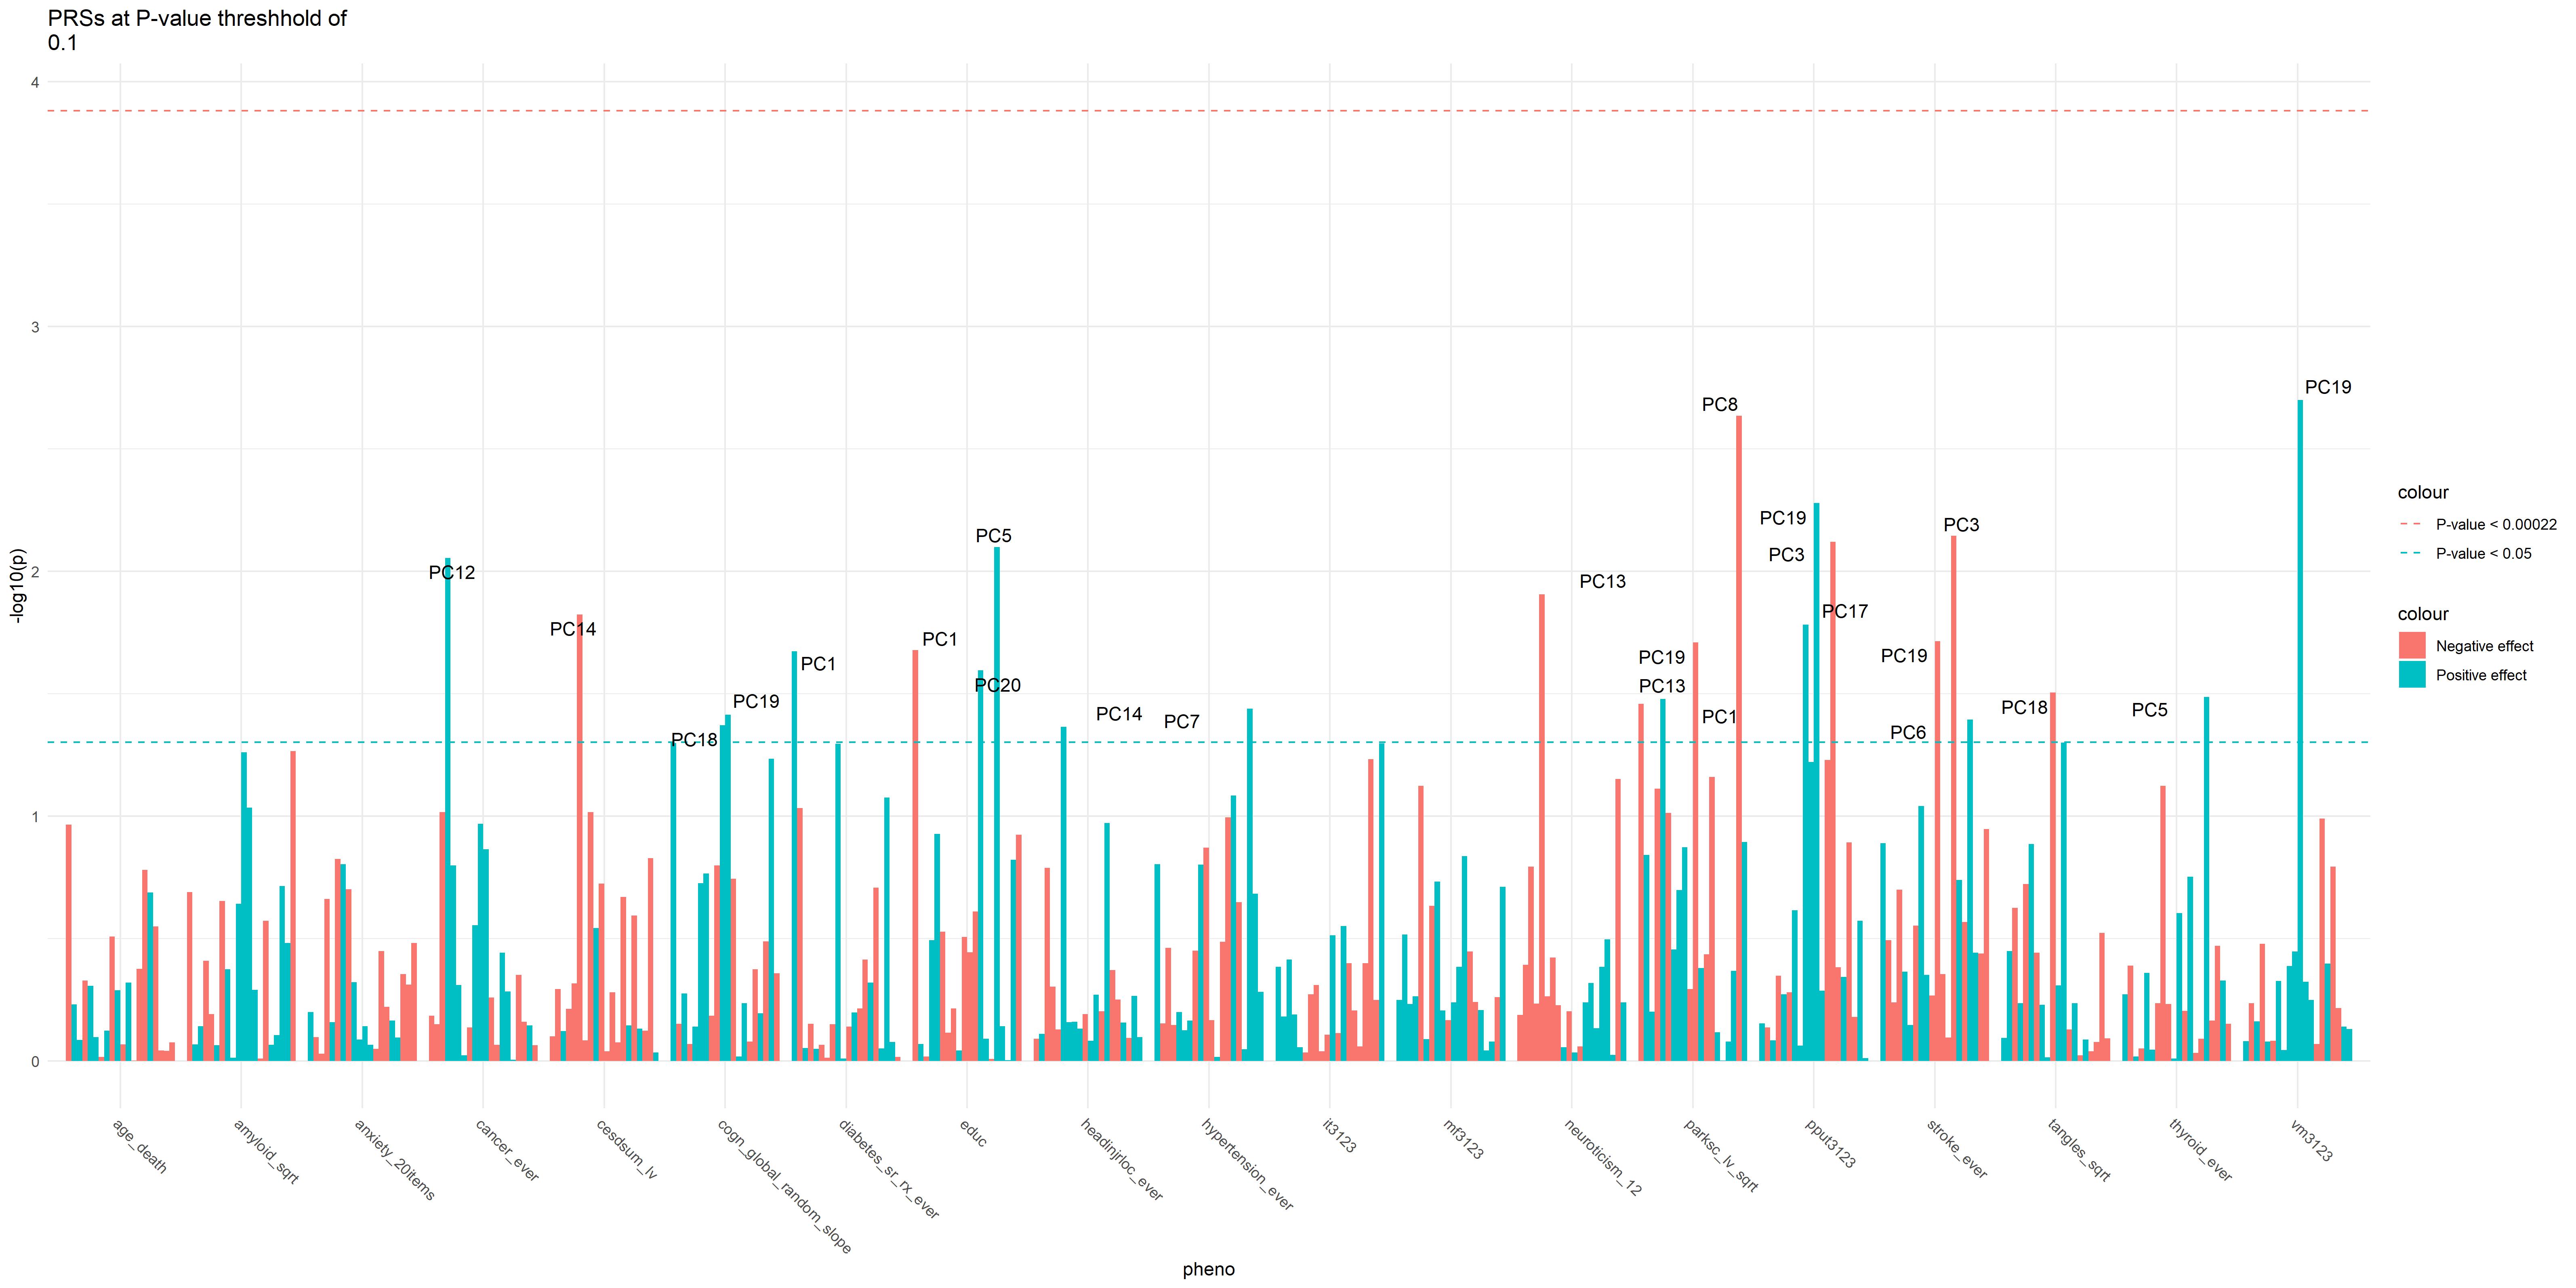 PRSs at P-value threshhold of
0.1
4
3
2
1
0
-log10(p)
PC12
PC14
PC18
PC19
PC1
PC1
PC5
PC20
PC14
PC7
PC13
PC19
PC13
PC8
PC1
PC19
PC3
PC17
PC3
PC19
PC6
PC18
PC5
PC19
age_death
amyloid_sqrt
anxiety_20items
cancer_ever
cesdsum_lv
cogn_global_random_slope
diabetes_sr_rx_ever
educ
headinjrloc_ever
hypertension_ever
it3123
mf3123
neuroticism_12
parksc_lv_sqrt
pput3123
stroke_ever
tangles_sqrt
thyroid_ever
vm3123
pheno
colour
P-value < 0.00022
P-value < 0.05
colour
Negative effect
Positive effect